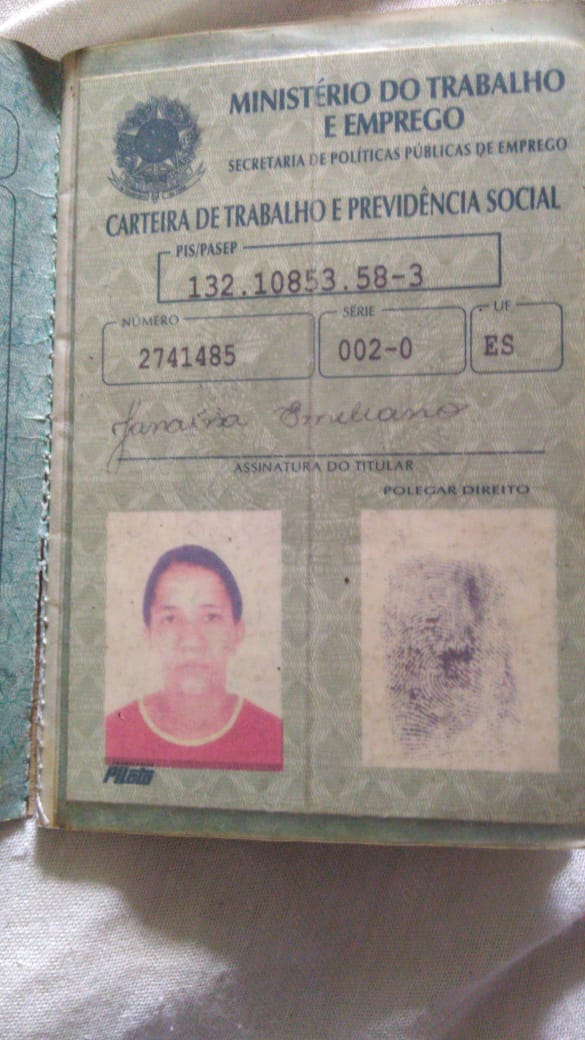 MINISTÉRIO DO TRABALHO
E EMPREGO
SECRETARIA DE POLÍTICAS PÚBLICAS DE EMPREGO
CARTEIRA DE TRABALHO E PREVIDÊNCIA SOCIAL
PIS/PASEP
132.10853.58-3
NÚMERO SÉRIE UF
2741485 002-0 ES
Janaina Emiliano
ASSINATURA DO TITULAR
POLEGAR DIREITO
Pilato